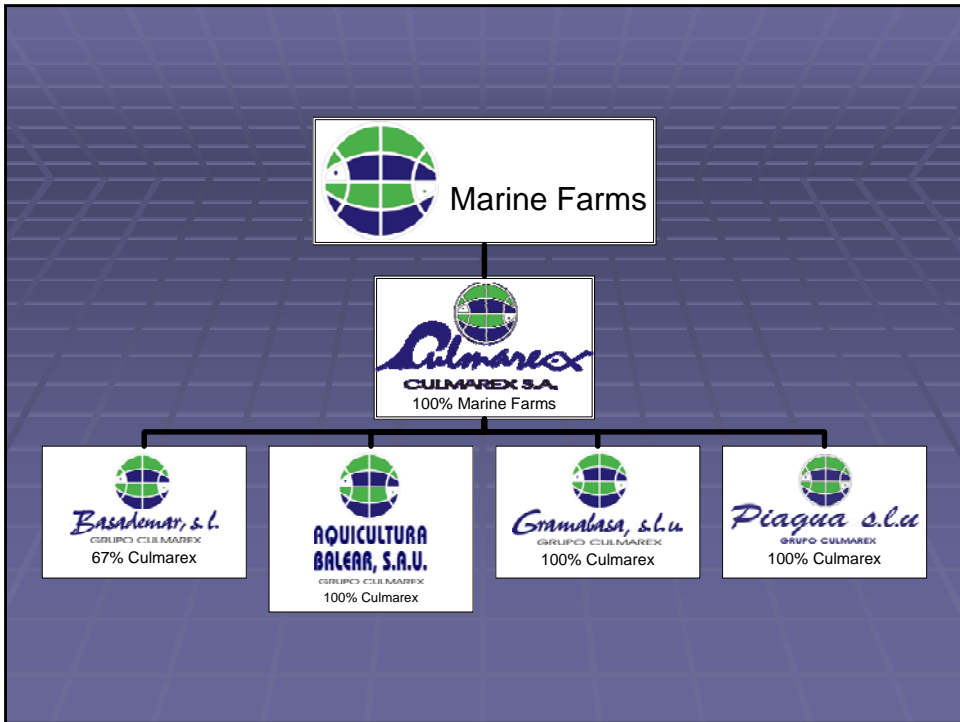 Marine Farms
Culmarex
CULMAREX S.A.
100% Marine Farms
Basademar, s.l.
GRUPO CULMAREX
67% Culmarex
AQUICULTURA
BALEAR, S.A.U.
GRUPO CULMAREX
100% Culmarex
Gramabasa, s.l.u.
GRUPO CULMAREX
100% Culmarex
Piagua s.l.u
GRUPO CULMAREX
100% Culmarex